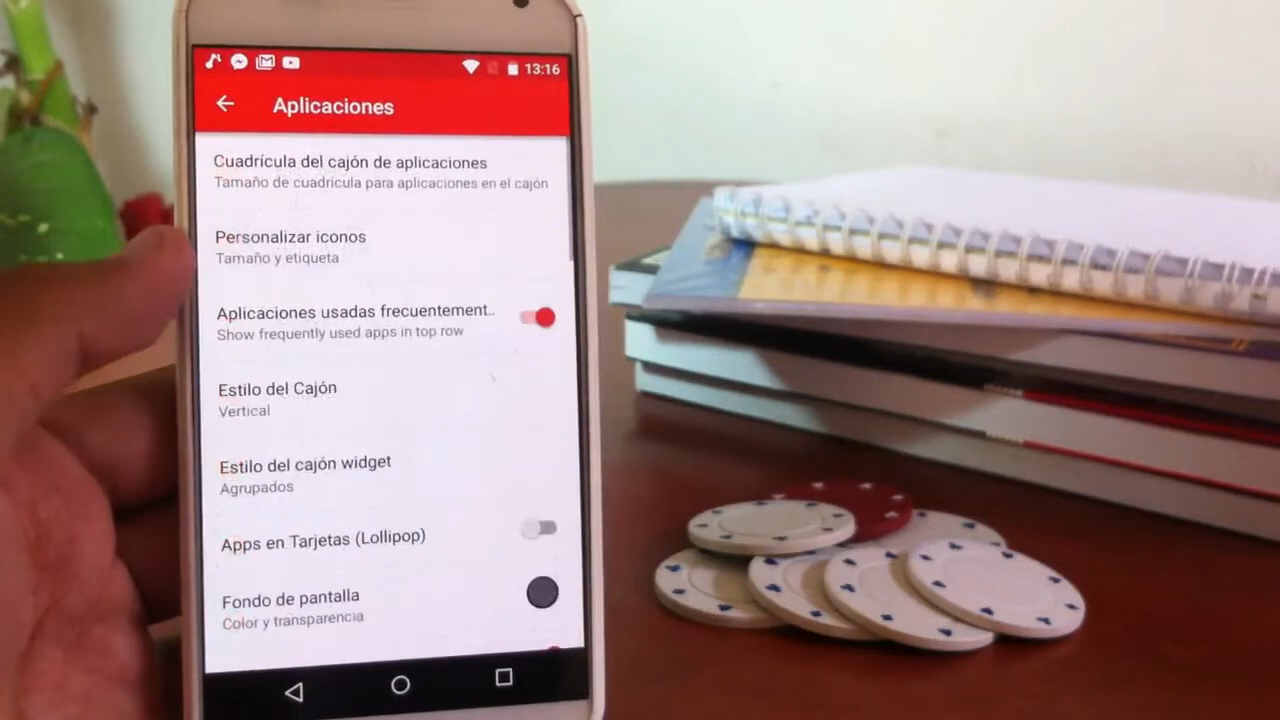 13:16
Aplicaciones
Cuadrícula del cajón de aplicaciones
Tamaño de cuadrícula para aplicaciones en el cajón
Personalizar iconos
Tamaño y etiqueta
Aplicaciones usadas frecuentement..
Show frequently used apps in top row
Estilo del Cajón
Vertical
Estilo del cajón widget
Agrupados
Apps en Tarjetas (Lollipop)
Fondo de pantalla
Color y transparencia